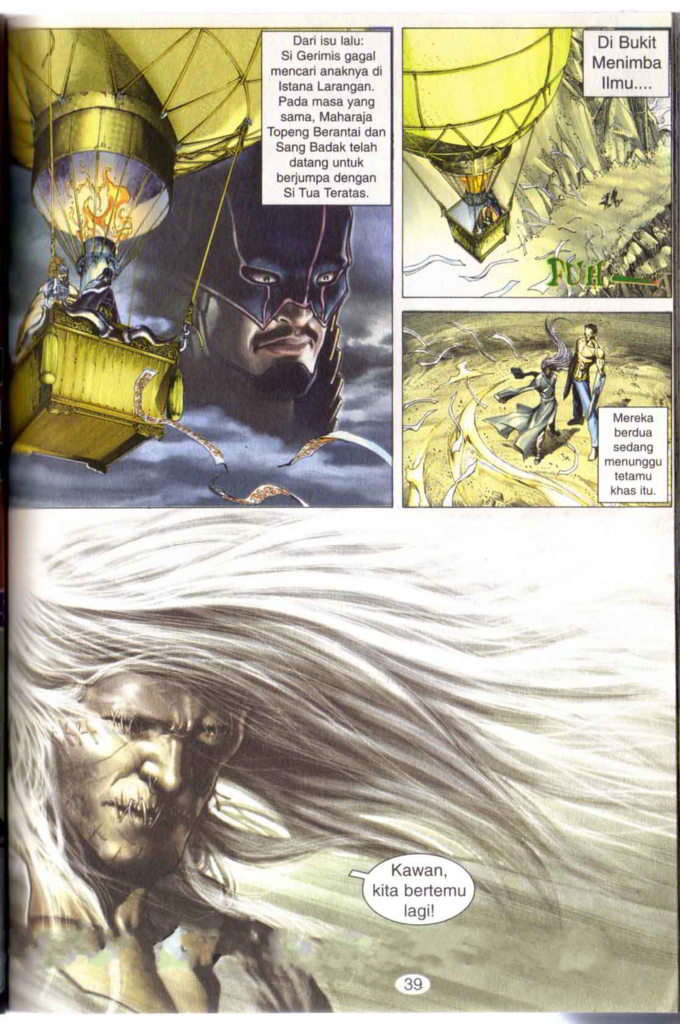 Dari isu lalu:
Si Gerimis gagal
mencari anaknya di
Istana Larangan.
Pada masa yang
sama, Maharaja
Topeng Berantai dan
Sang Badak telah
datang untuk
berjumpa dengan
Si Tua Teratas.
Di Bukit
Menimba
Ilmu....
PUH
Mereka
berdua
sedang
menunggu
tetamu
khas itu.
Kawan,
kita bertemu
lagi!
39